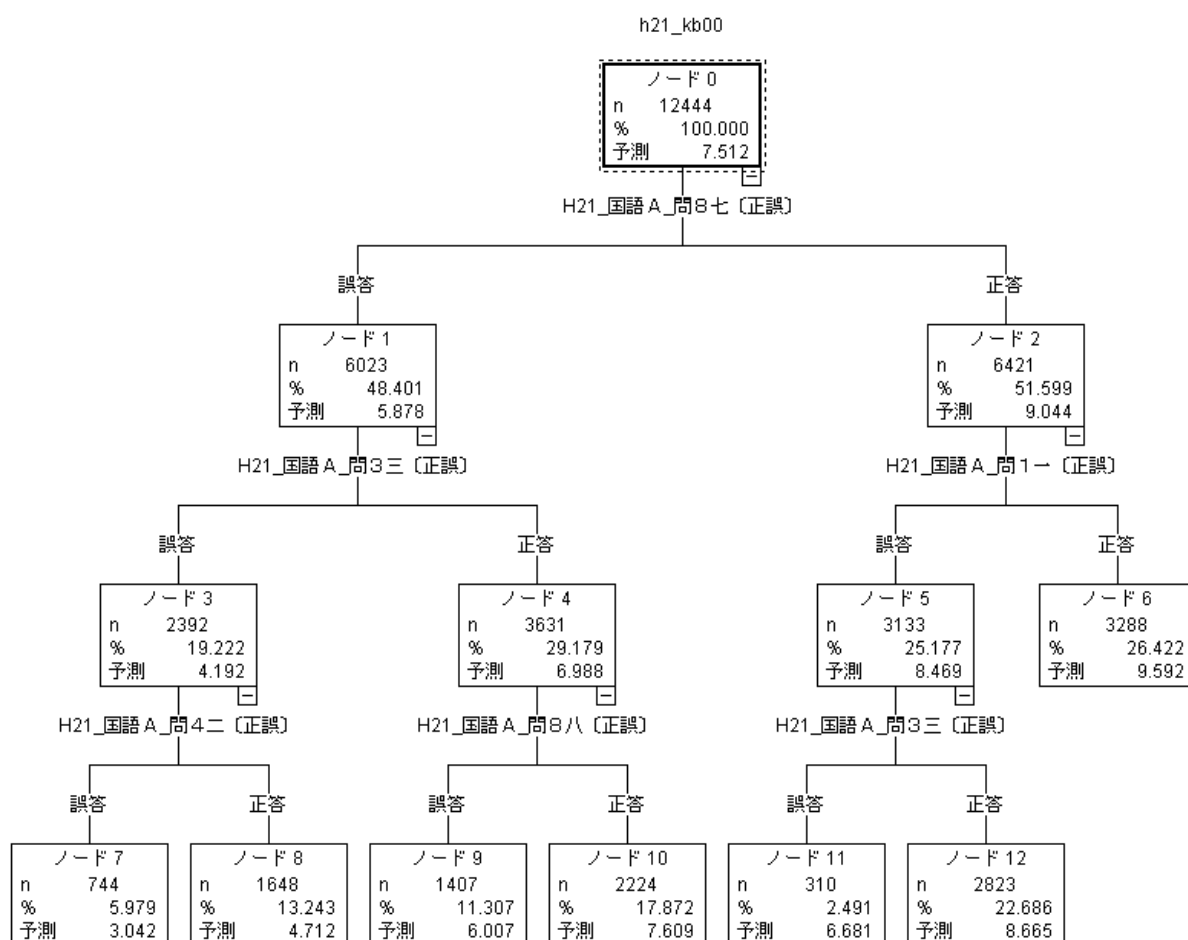 h21_kb00
ノード 0
n 12444
% 100.000
予測 7.512
H21_国語Ａ_問８七〔正誤〕
誤答
正答
ノード 1
n 6023
% 48.401
予測 5.878
ノード 2
n 6421
% 51.599
予測 9.044
H21_国語Ａ_問３三〔正誤〕
H21_国語Ａ_問１一〔正誤〕
誤答
正答
誤答
正答
ノード 3
n 2392
% 19.222
予測 4.192
ノード 4
n 3631
% 29.179
予測 6.988
ノード 5
n 3133
% 25.177
予測 8.469
ノード 6
n 3288
% 26.422
予測 9.592
H21_国語Ａ_問４二〔正誤〕
H21_国語Ａ_問８八〔正誤〕
H21_国語Ａ_問３三〔正誤〕
誤答
正答
誤答
正答
誤答
正答
ノード 7
n 744
% 5.979
予測 3.042
ノード 8
n 1648
% 13.243
予測 4.712
ノード 9
n 1407
% 11.307
予測 6.007
ノード 10
n 2224
% 17.872
予測 7.609
ノード 11
n 310
% 2.491
予測 6.681
ノード 12
n 2823
% 22.686
予測 8.665